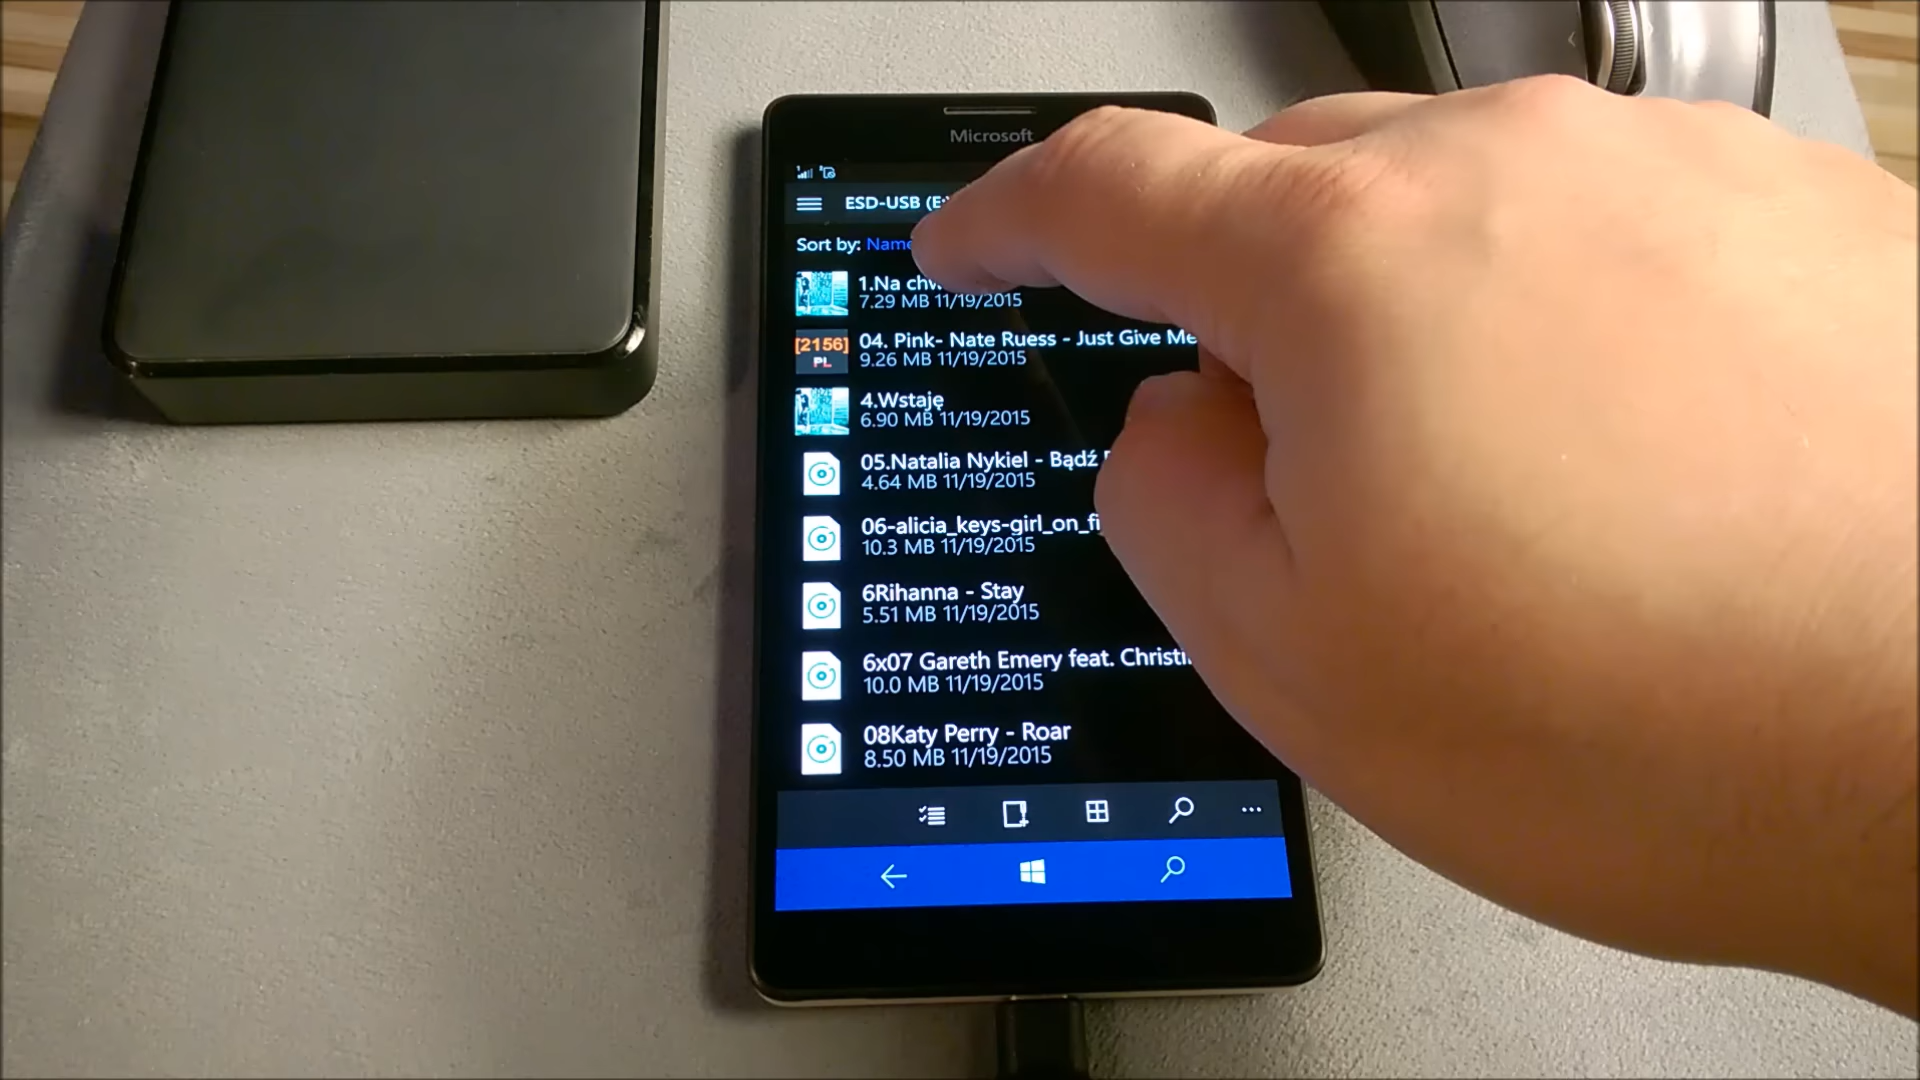 Microsoft
ESD-USB (E:)
Sort by: Name
1.Na
7.29 MB 11/19/2015
04. Pink- Nate Ruess - Just Give Me
9.26 MB 11/19/2015
[2156]
PL
4.Wstaję
6.90 MB 11/19/2015
05.Natalia Nykiel - Bądź
4.64 MB 11/19/2015
06-alicia_keys-girl_on_fi
10.3 MB 11/19/2015
6Rihanna - Stay
5.51 MB 11/19/2015
6x07 Gareth Emery feat. Christi
10.0 MB 11/19/2015
08Katy Perry - Roar
8.50 MB 11/19/2015